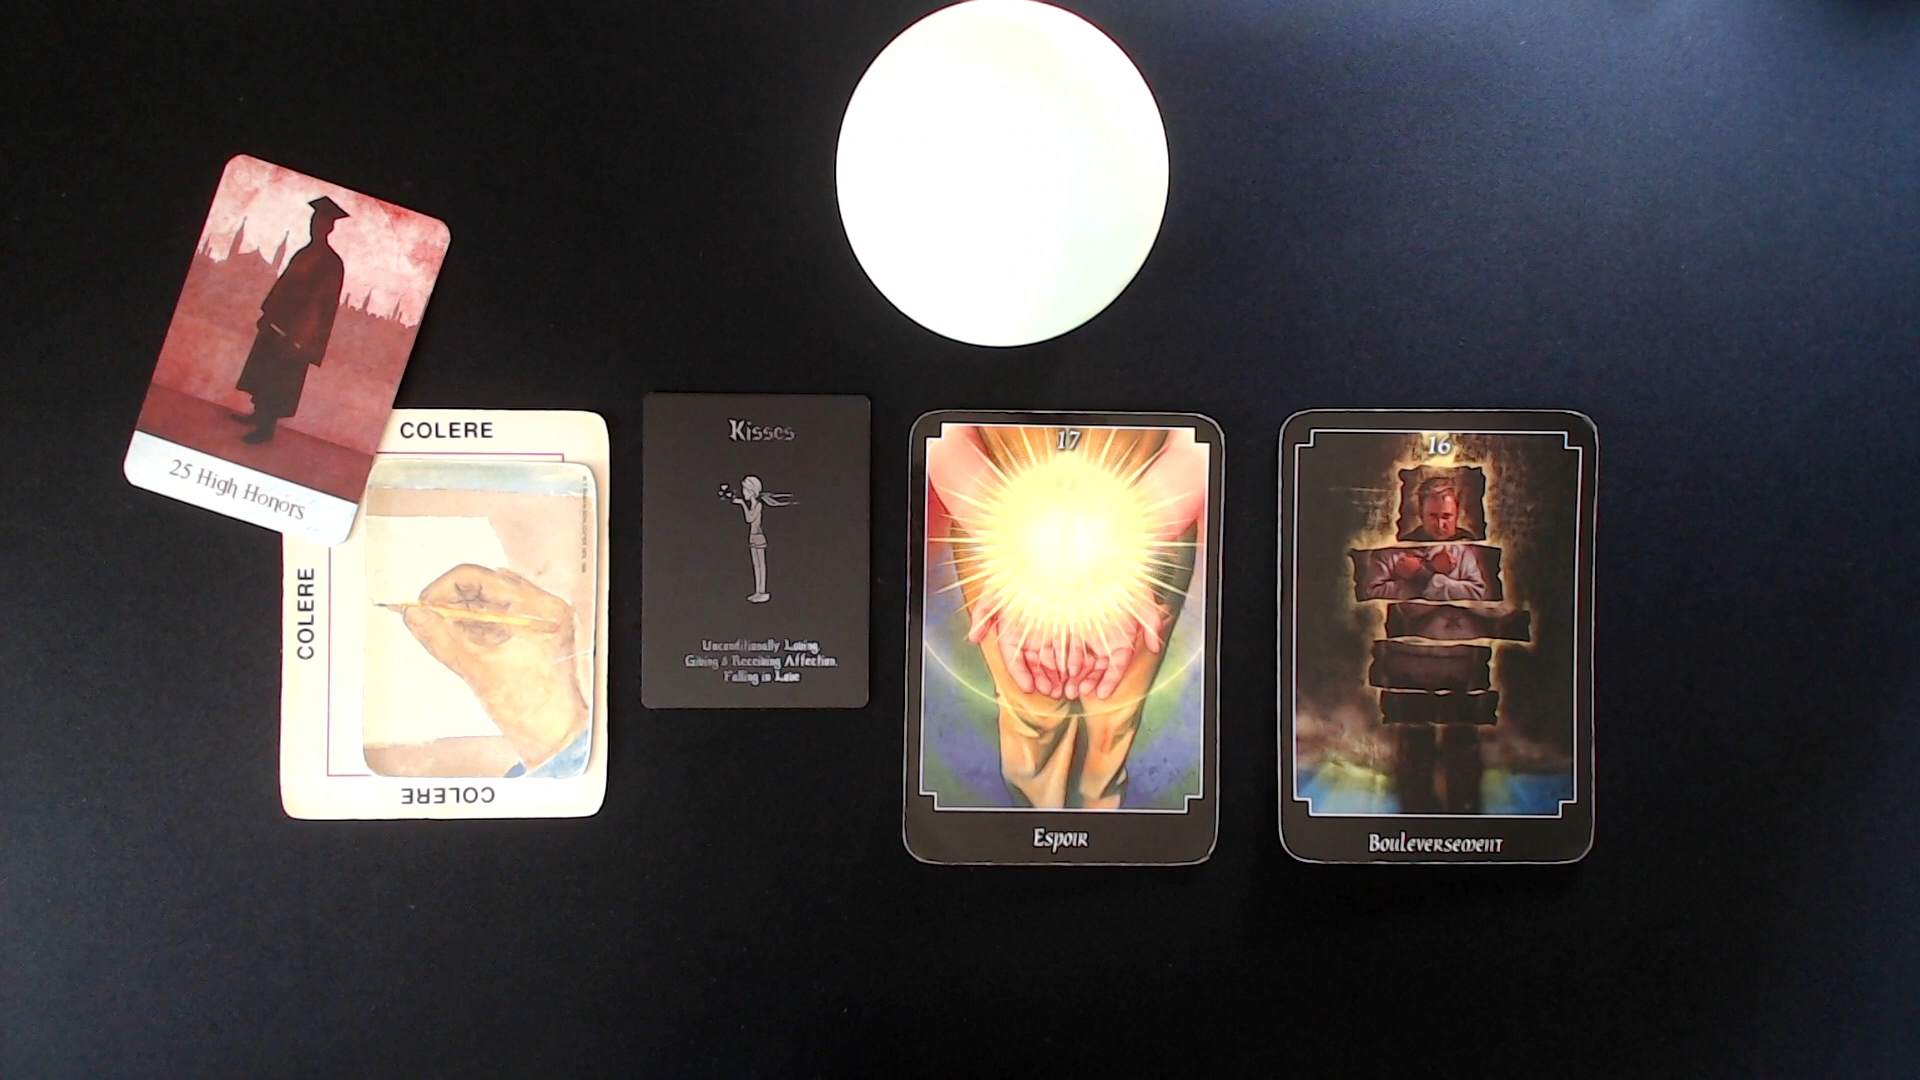 25 High Honors
COLERE
COLERE
COLERE
Kisses
Unconditionally Loving,
Giving & Receiving Affection,
Falling in Love
17
Espoir
16
Bouleversement